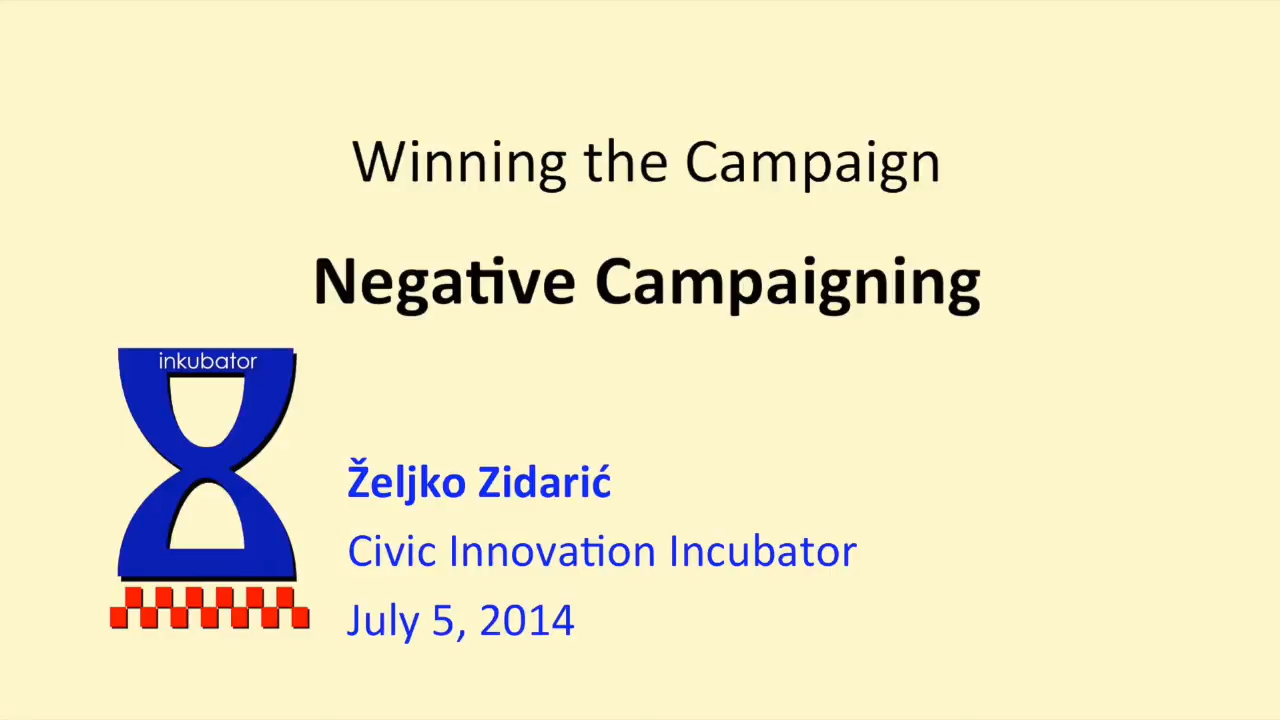 Winning the Campaign
Negative Campaigning
inkubator
Željko Zidarić
Civic Innovation Incubator
July 5, 2014